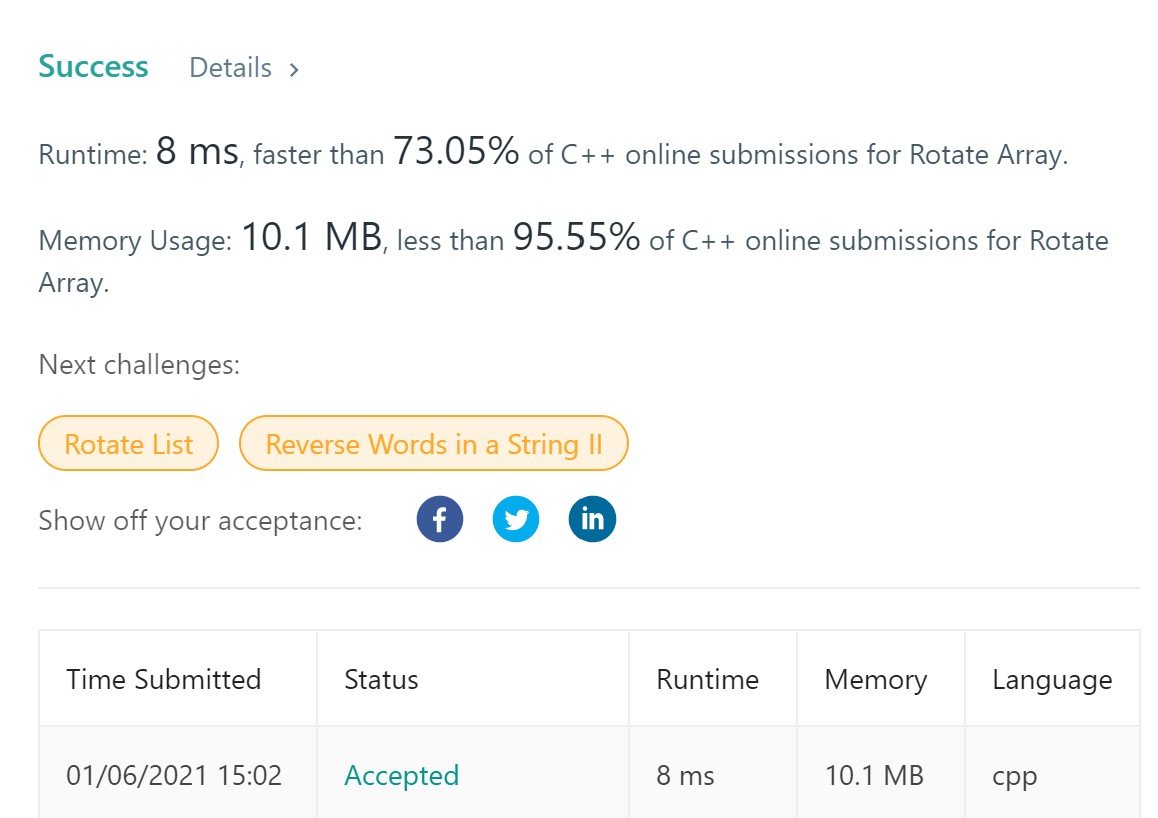 Success Details >
Runtime: 8 ms, faster than 73.05% of C++ online submissions for Rotate Array.
Memory Usage: 10.1 MB, less than 95.55% of C++ online submissions for Rotate
Array.
Next challenges:
Rotate List Reverse Words in a String II
Show off your acceptance: f in
Time Submitted Status Runtime Memory Language
01/06/2021 15:02 Accepted 8 ms 10.1 MB cpp